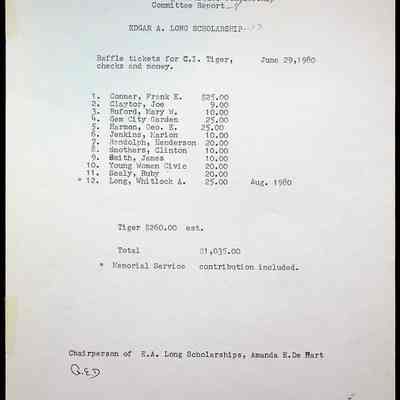 Committee Report
EDGAR A. LONG SCHOLARSHIP
Raffle tickets for C.I. Tiger, June 29,1980
checks and money.
1. Conner, Frank E. $25.00
2. Claytor, Joe 9.00
3. Buford, Mary W. 10.00
4. Gem City Garden 25.00
5. Harmon, Geo. E. 25.00
6. Jenkins, Marion 10.00
7. Randolph, Henderson 20.00
8. Smothers, Clinton 10.00
9. Smith, James 10.00
10. Young Women Civic 20.00
11. Sealy, Ruby 20.00
* 12. Long, Whitlock A. 25.00 Aug. 1980
Tiger $260.00 est.
Total $1,035.00
* Memorial Service contribution included.
Chairperson of E.A. Long Scholarships, Amanda E.De Hart